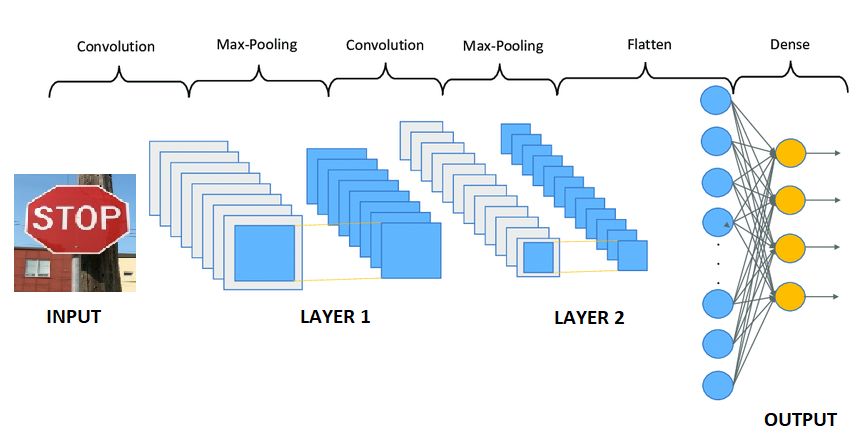 Convolution
Max-Pooling
Convolution
Max-Pooling
Flatten
Dense
STOP
INPUT
LAYER 1
LAYER 2
OUTPUT